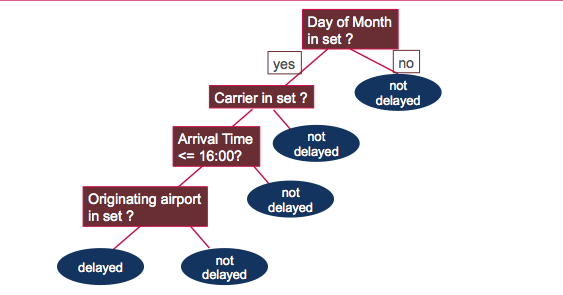 Day of Month
in set ?
yes
no
not
delayed
Carrier in set ?
Arrival Time
<= 16:00?
not
delayed
not
delayed
Originating airport
in set ?
delayed
not
delayed